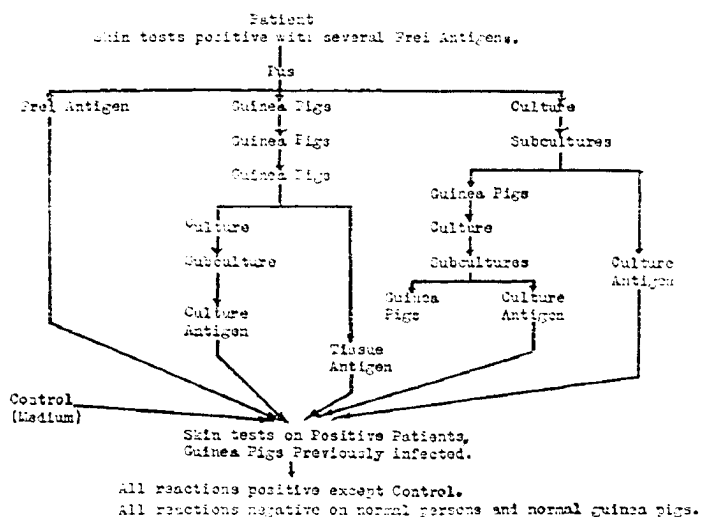 Patient
Skin tests positive with several Frei Antigens.
Pus
Frei Antigen
Guinea Pigs
Culture
Guinea Pigs
Subcultures
Guinea Pigs
Guinea Pigs
Culture
Culture
Subculture
Subcultures
Culture
Antigen
Guinea
Pigs
Culture
Antigen
Culture
Antigen
Tissue
Antigen
Control
(Medium)
Skin tests on Positive Patients,
Guinea Pigs Previously infected.
All reactions positive except Control.
All reactions negative on normal persons and normal guinea pigs.